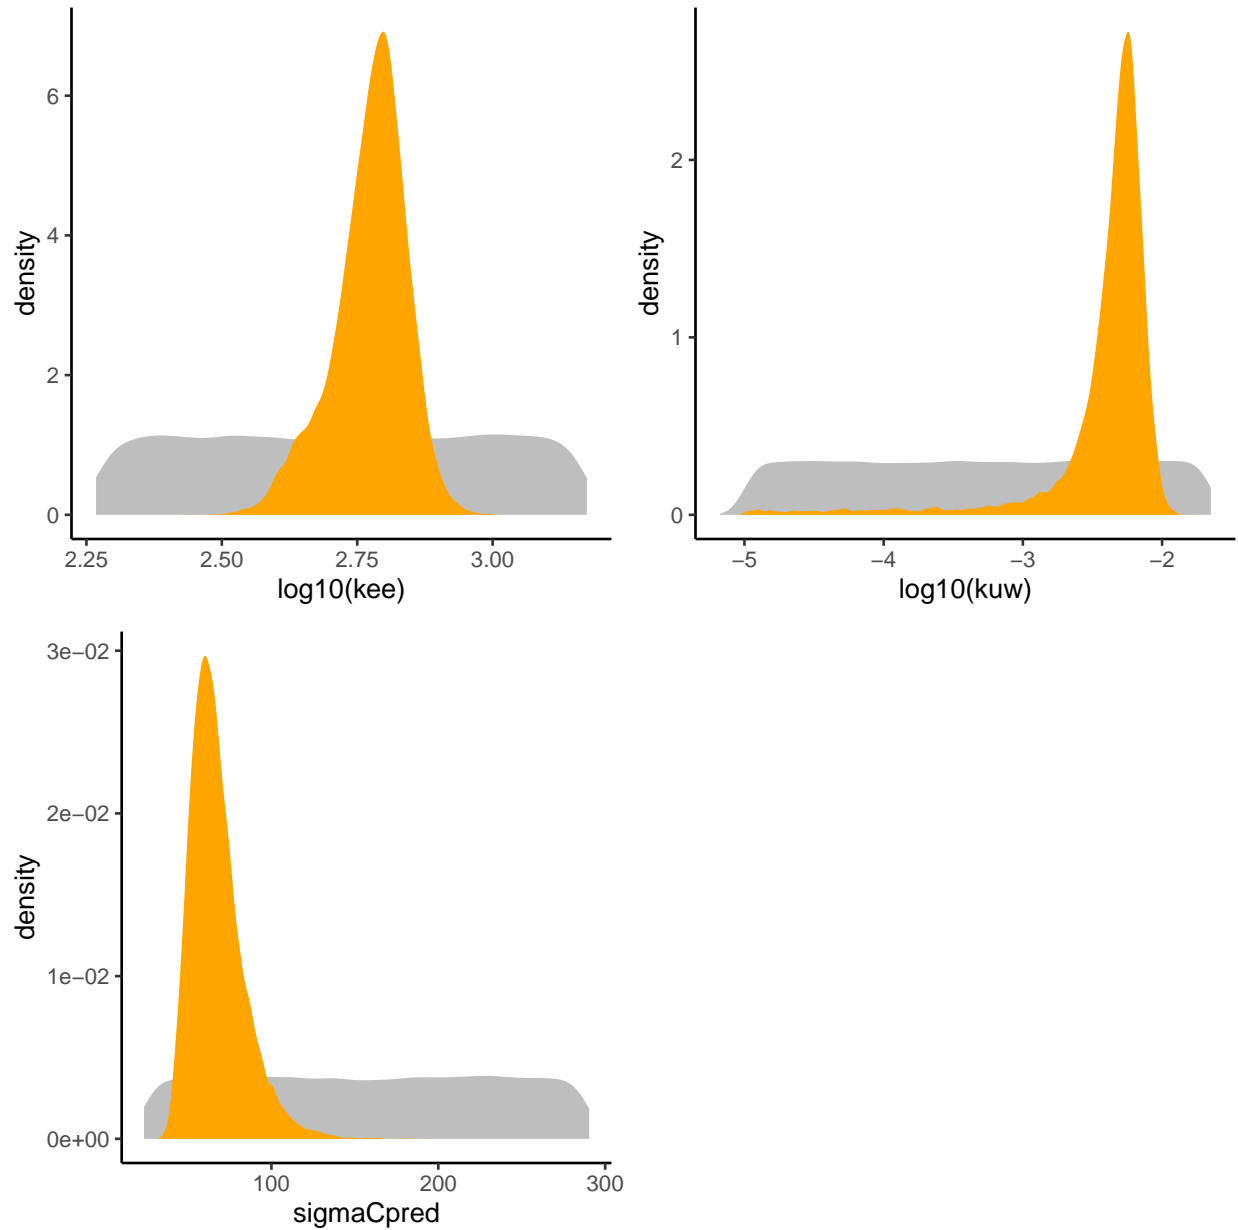 density
6
4
2
0
2.25 2.50 2.75 3.00
log10(kee)
density
2
1
0
−5 −4 −3 −2
log10(kuw)
density
3e−02
2e−02
1e−02
0e+00
100 200 300
sigmaCpred